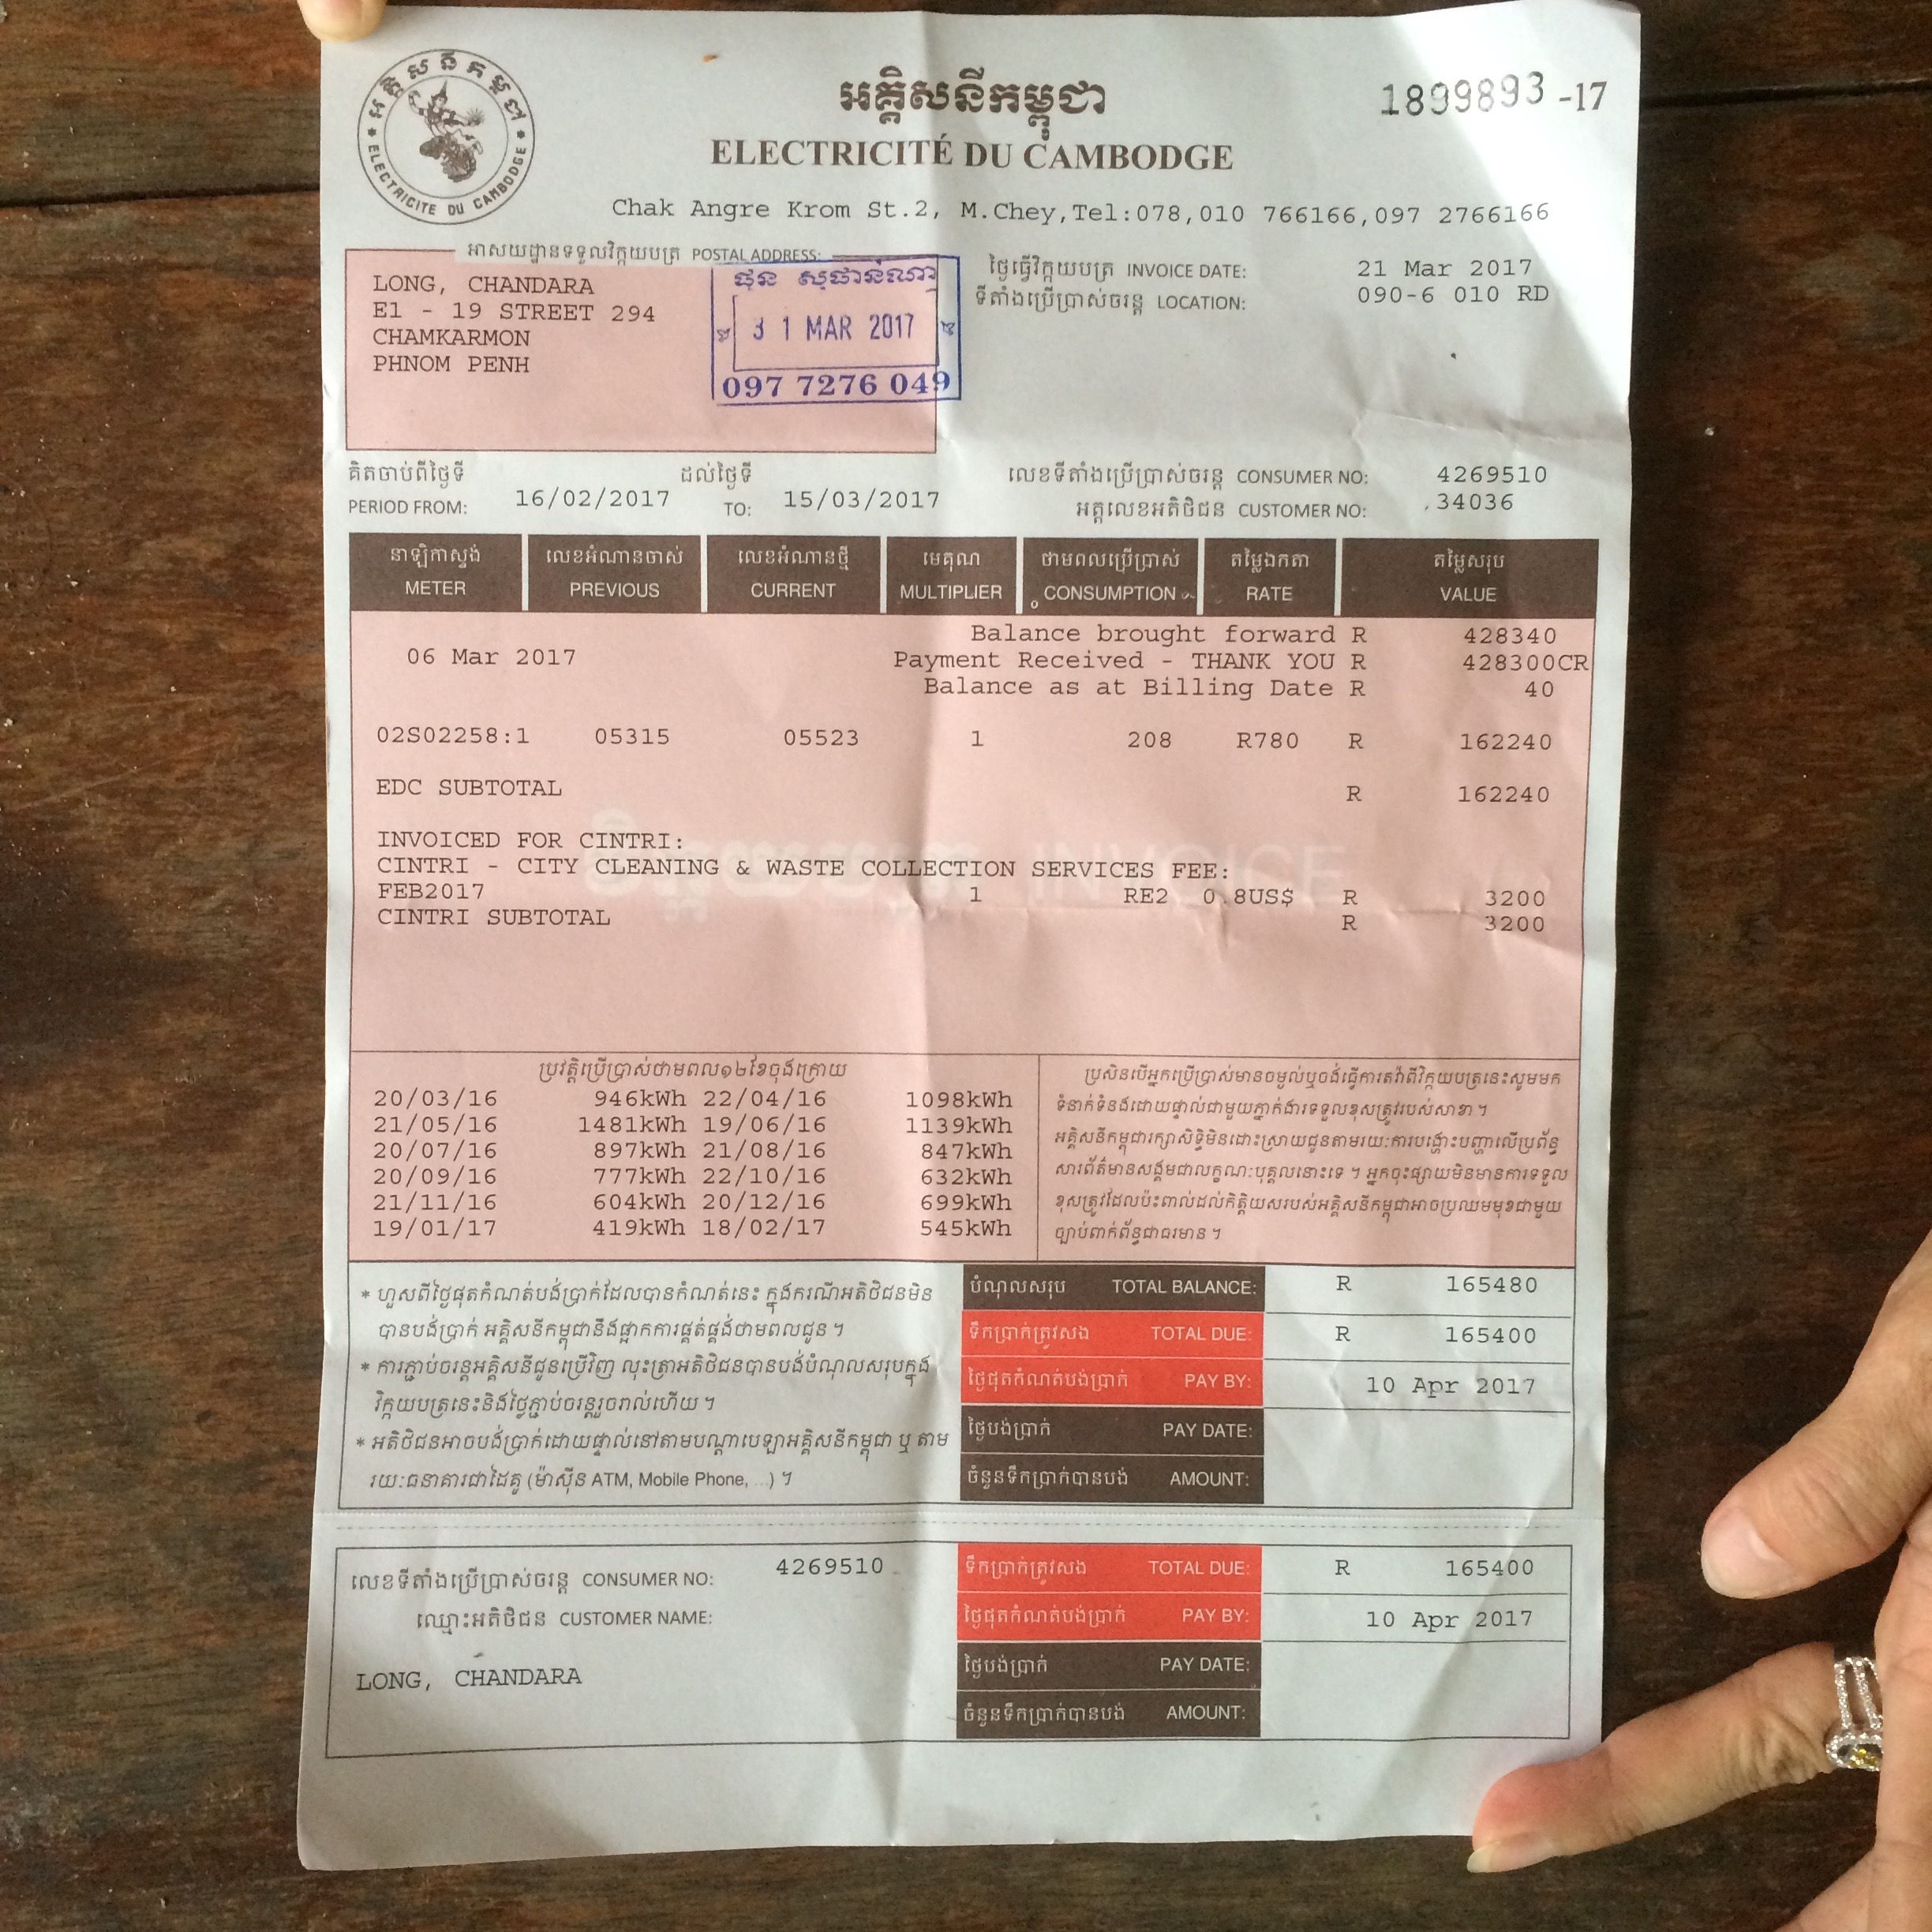 អគ្គិសនីកម្ពុជា
ELECTRICITE DU CAMBODGE
អគ្គិសនីកម្ពុជា
1899893 -17
ELECTRICITÉ DU CAMBODGE
Chak Angre Krom St.2, M.Chey,Tel:078,010 766166,097 2766166
អាសយដ្ឋានទទួលវិក្កយបត្រ POSTAL ADDRESS:
LONG, CHANDARA
E1 - 19 STREET 294
CHAMKARMON
PHNOM PENH
ផុន សុផាន់ណា
31 MAR 2017
097 7276 049
ថ្ងៃធ្វើវិក្កយបត្រ INVOICE DATE: 21 Mar 2017
ទីតាំងប្រើប្រាស់ចរន្ត LOCATION: 090-6 010 RD
គិតចាប់ពីថ្ងៃទី ដល់ថ្ងៃទី
PERIOD FROM: 16/02/2017 TO: 15/03/2017
លេខទីតាំងប្រើប្រាស់ចរន្ត CONSUMER NO: 4269510
អត្តលេខអតិថិជន CUSTOMER NO: 34036
នាឡិកាស្ទង់ លេខអំណានចាស់ លេខអំណានថ្មី មេគុណ ថាមពលប្រើប្រាស់ តម្លៃឯកតា តម្លៃសរុប
METER PREVIOUS CURRENT MULTIPLIER CONSUMPTION RATE VALUE
Balance brought forward R 428340
06 Mar 2017 Payment Received - THANK YOU R 428300CR
Balance as at Billing Date R 40
02S02258:1 05315 05523 1 208 R780 R 162240
EDC SUBTOTAL R 162240
INVOICED FOR CINTRI:
CINTRI - CITY CLEANING & WASTE COLLECTION SERVICES FEE:
FEB2017 1 RE2 0.8US$ R 3200
CINTRI SUBTOTAL R 3200
វិក្កយបត្រ INVOICE
ប្រវត្តិប្រើប្រាស់ថាមពល១២ខែចុងក្រោយ
20/03/16 946kWh 22/04/16 1098kWh
21/05/16 1481kWh 19/06/16 1139kWh
20/07/16 897kWh 21/08/16 847kWh
20/09/16 777kWh 22/10/16 632kWh
21/11/16 604kWh 20/12/16 699kWh
19/01/17 419kWh 18/02/17 545kWh
ប្រសិនបើអ្នកប្រើប្រាស់មានចម្ងល់ឬចង់ធ្វើការតវ៉ាពីវិក្កយបត្រនេះសូមមក
ទំនាក់ទំនងដោយផ្ទាល់ជាមួយភ្នាក់ងារទទួលខុសត្រូវរបស់សាខា ។
អគ្គិសនីកម្ពុជារក្សាសិទ្ធិមិនដោះស្រាយជូនតាមរយៈការបង្ហោះបញ្ហាលើប្រព័ន្ធ
សារព័ត៌មានសង្គមជាលក្ខណៈបុគ្គលនោះទេ ។ អ្នកចុះផ្សាយមិនមានការទទួល
ខុសត្រូវដែលប៉ះពាល់ដល់កិត្តិយសរបស់អគ្គិសនីកម្ពុជាអាចប្រឈមមុខជាមួយ
ច្បាប់ពាក់ព័ន្ធជាធរមាន ។
* ហួសពីថ្ងៃផុតកំណត់បង់ប្រាក់ដែលបានកំណត់នេះ ក្នុងករណីអតិថិជនមិន
បានបង់ប្រាក់ អគ្គិសនីកម្ពុជានឹងផ្អាកការផ្គត់ផ្គង់ថាមពលជូន ។
* ការភ្ជាប់ចរន្តអគ្គិសនីជូនប្រើវិញ លុះត្រាអតិថិជនបានបង់បំណុលសរុបក្នុង
វិក្កយបត្រនេះនិងថ្លៃភ្ជាប់ចរន្តរួចរាល់ហើយ ។
* អតិថិជនអាចបង់ប្រាក់ដោយផ្ទាល់នៅតាមបណ្តាបេឡាអគ្គិសនីកម្ពុជា ឬ តាម
រយៈធនាគារជាដៃគូ (ម៉ាស៊ីន ATM, Mobile Phone, ...) ។
បំណុលសរុប TOTAL BALANCE: R 165480
ទឹកប្រាក់ត្រូវសង TOTAL DUE: R 165400
ថ្ងៃផុតកំណត់បង់ប្រាក់ PAY BY: 10 Apr 2017
ថ្ងៃបង់ប្រាក់ PAY DATE:
ចំនួនទឹកប្រាក់បានបង់ AMOUNT:
លេខទីតាំងប្រើប្រាស់ចរន្ត CONSUMER NO: 4269510
ឈ្មោះអតិថិជន CUSTOMER NAME:
LONG, CHANDARA
ទឹកប្រាក់ត្រូវសង TOTAL DUE: R 165400
ថ្ងៃផុតកំណត់បង់ប្រាក់ PAY BY: 10 Apr 2017
ថ្ងៃបង់ប្រាក់ PAY DATE:
ចំនួនទឹកប្រាក់បានបង់ AMOUNT: